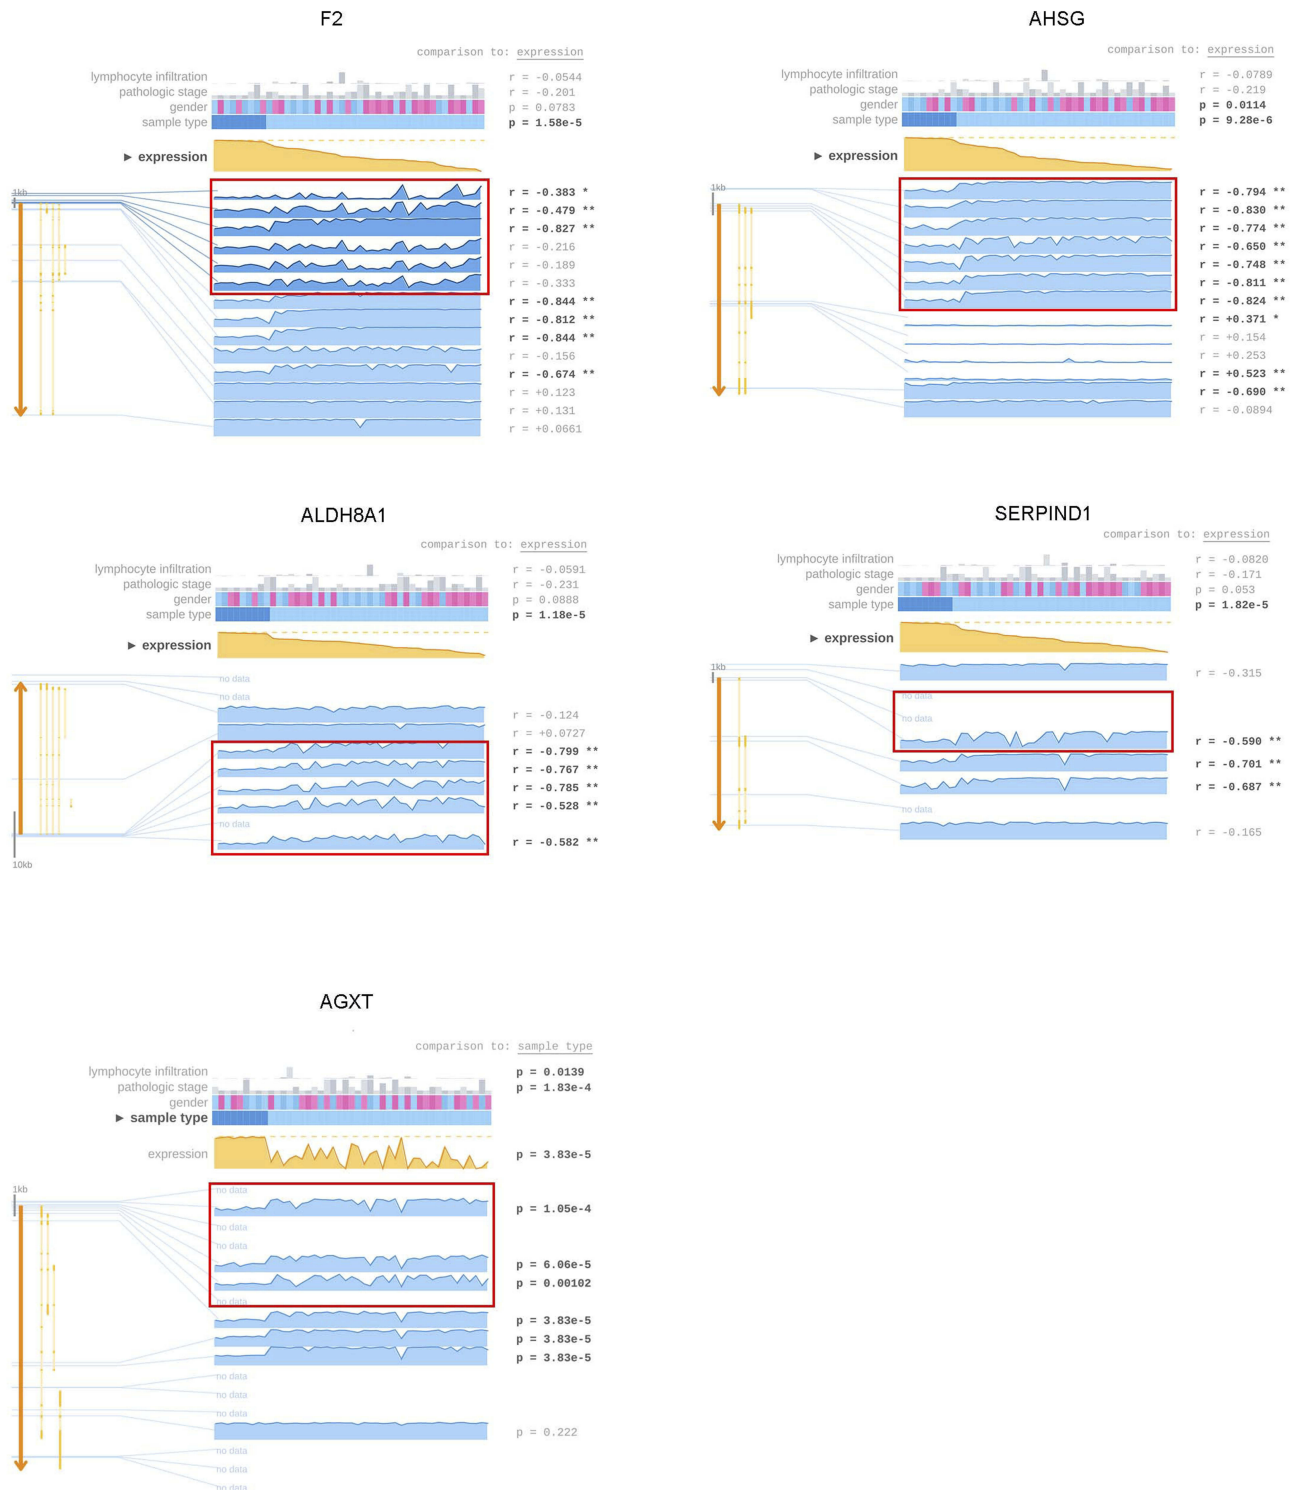 F2
comparison to: expression
lymphocyte infiltration r = -0.0544
pathologic stage r = -0.201
gender p = 0.0783
sample type p = 1.58e-5
► expression
1kb
r = -0.383 *
r = -0.479 **
r = -0.827 **
r = -0.216
r = -0.189
r = -0.333
r = -0.844 **
r = -0.812 **
r = -0.844 **
r = -0.156
r = -0.674 **
r = +0.123
r = +0.131
r = +0.0661
AHSG
comparison to: expression
lymphocyte infiltration r = -0.0789
pathologic stage r = -0.219
gender p = 0.0114
sample type p = 9.28e-6
► expression
1kb
r = -0.794 **
r = -0.830 **
r = -0.774 **
r = -0.650 **
r = -0.748 **
r = -0.811 **
r = -0.824 **
r = +0.371 *
r = +0.154
r = +0.253
r = +0.523 **
r = -0.690 **
r = -0.0894
ALDH8A1
comparison to: expression
lymphocyte infiltration r = -0.0591
pathologic stage r = -0.231
gender p = 0.0888
sample type p = 1.18e-5
► expression
no data
no data
r = -0.124
r = +0.0727
r = -0.799 **
r = -0.767 **
r = -0.785 **
r = -0.528 **
no data
r = -0.582 **
10kb
SERPIND1
comparison to: expression
lymphocyte infiltration r = -0.0820
pathologic stage r = -0.171
gender p = 0.053
sample type p = 1.82e-5
► expression
1kb
r = -0.315
no data
no data
r = -0.590 **
r = -0.701 **
r = -0.687 **
no data
r = -0.165
AGXT
comparison to: sample type
lymphocyte infiltration p = 0.0139
pathologic stage p = 1.83e-4
gender
► sample type
expression p = 3.83e-5
1kb
no data
p = 1.05e-4
no data
no data
p = 6.06e-5
p = 0.00102
no data
p = 3.83e-5
p = 3.83e-5
p = 3.83e-5
no data
no data
no data
p = 0.222
no data
no data
no data